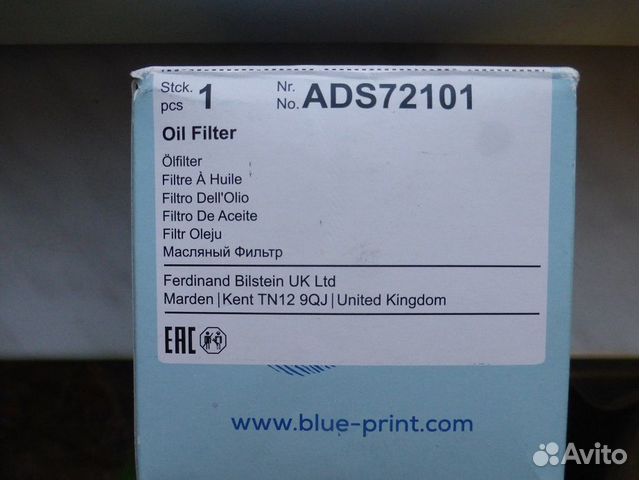 Stck. 1 Nr. ADS72101
pcs No.
Oil Filter
Ölfilter
Filtre À Huile
Filtro Dell'Olio
Filtro De Aceite
Filtr Oleju
Масляный Фильтр
Ferdinand Bilstein UK Ltd
Marden|Kent TN12 9QJ|United Kingdom
EAC
www.blue-print.com
Avito